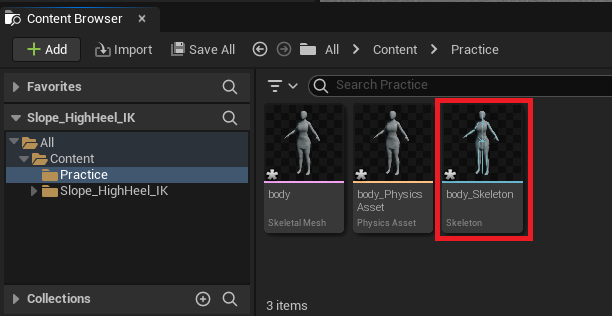 Content Browser
Add
Import
Save All
All
Content
Practice
Favorites
Search Practice
Slope_HighHeel_IK
All
Content
Practice
Slope_HighHeel_IK
body
Skeletal Mesh
body_Physics
Asset
Physics Asset
body_Skeleton
Skeleton
Collections
3 items